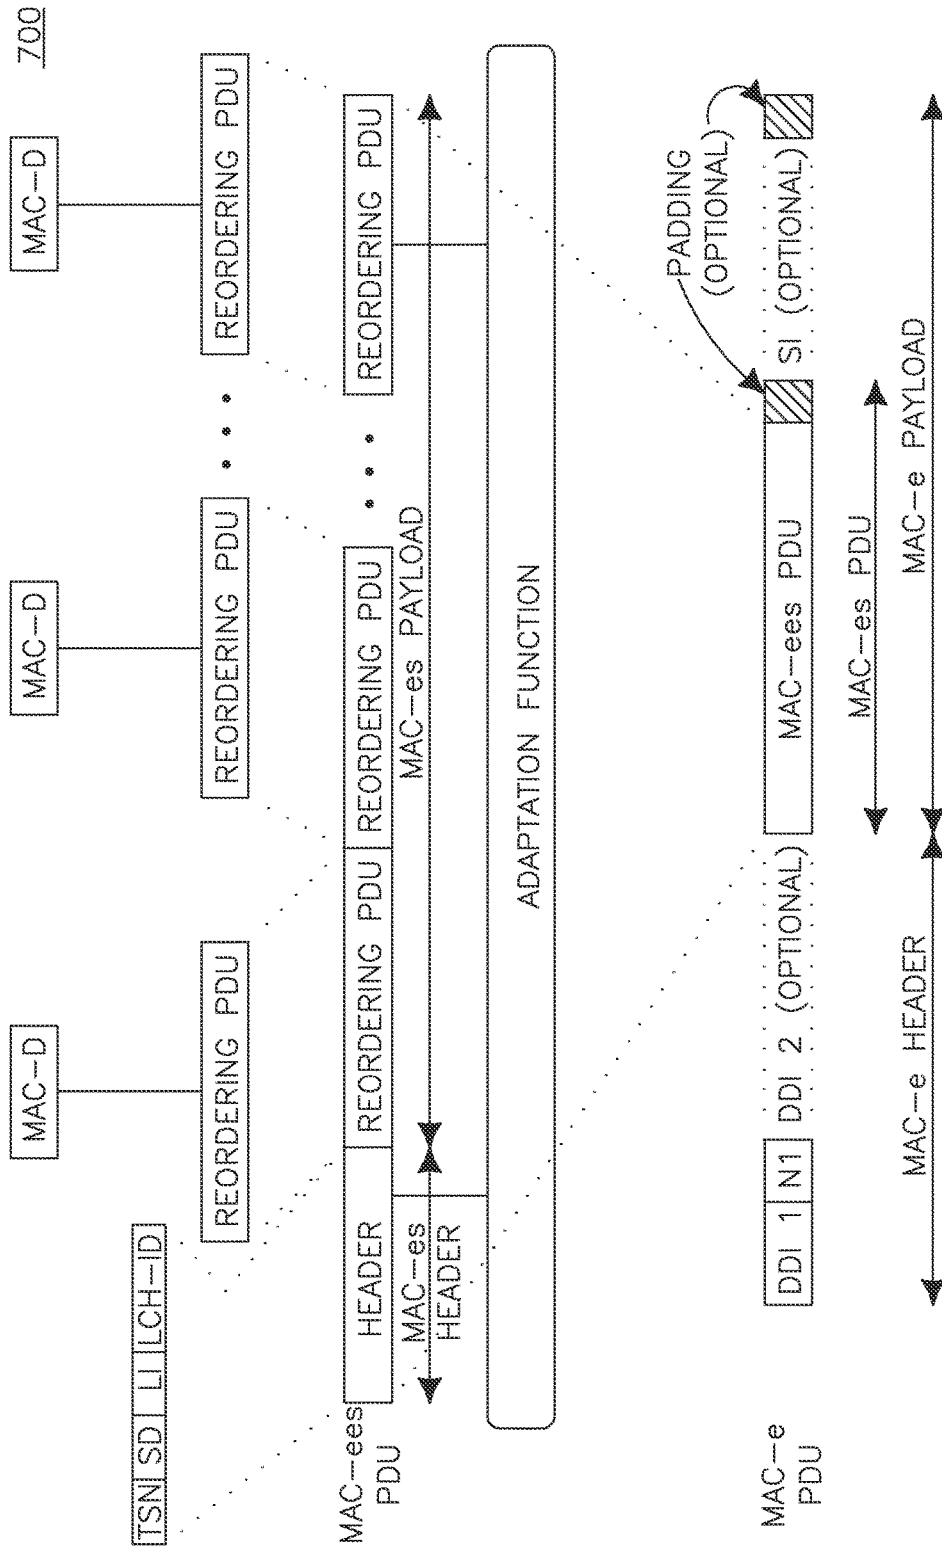 700
MAC-D
MAC-D
MAC-D
TSN SD LI LCH-ID
REORDERING PDU
REORDERING PDU
• • •
REORDERING PDU
MAC-ees
PDU
HEADER
REORDERING PDU
REORDERING PDU
• • •
REORDERING PDU
MAC-es
HEADER
MAC-es PAYLOAD
ADAPTATION FUNCTION
PADDING
(OPTIONAL)
MAC-e
PDU
DDI 1 N1 DDI 2 (OPTIONAL)
MAC-ees PDU
SI (OPTIONAL)
MAC-es PDU
MAC-e HEADER
MAC-e PAYLOAD